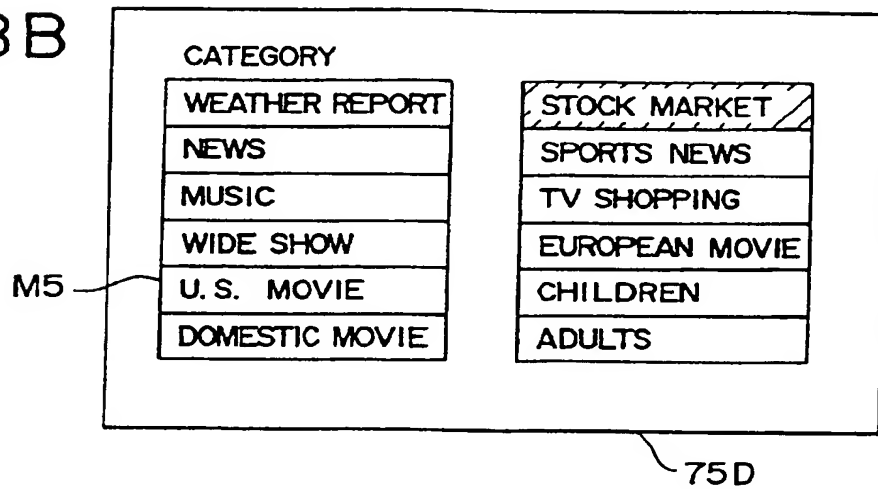 BB
CATEGORY
WEATHER REPORT
NEWS
MUSIC
WIDE SHOW
U.S. MOVIE
DOMESTIC MOVIE
STOCK MARKET
SPORTS NEWS
TV SHOPPING
EUROPEAN MOVIE
CHILDREN
ADULTS
M5
75D